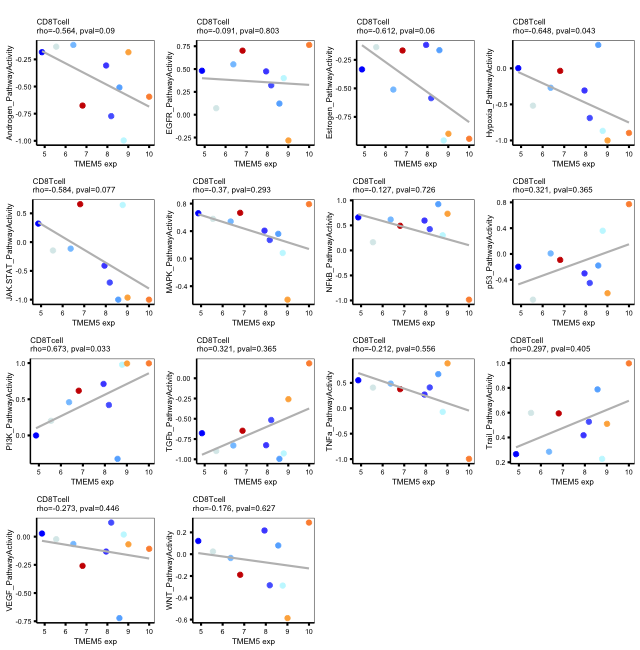 CD8Tcell
rho=-0.564, pval=0.09
Androgen_PathwayActivity
0.00
-0.25
-0.50
-0.75
-1.00
5 6 7 8 9 10
TMEM5 exp
CD8Tcell
rho=-0.091, pval=0.803
EGFR_PathwayActivity
0.75
0.50
0.25
0.00
-0.25
5 6 7 8 9 10
TMEM5 exp
CD8Tcell
rho=-0.612, pval=0.06
Estrogen_PathwayActivity
-0.25
-0.50
-0.75
5 6 7 8 9 10
TMEM5 exp
CD8Tcell
rho=-0.648, pval=0.043
Hypoxia_PathwayActivity
0.0
-0.5
-1.0
5 6 7 8 9 10
TMEM5 exp
CD8Tcell
rho=-0.584, pval=0.077
JAK-STAT_PathwayActivity
0.5
0.0
-0.5
-1.0
5 6 7 8 9 10
TMEM5 exp
CD8Tcell
rho=-0.37, pval=0.293
MAPK_PathwayActivity
0.8
0.4
0.0
-0.4
5 6 7 8 9 10
TMEM5 exp
CD8Tcell
rho=-0.127, pval=0.726
NFkB_PathwayActivity
1.0
0.5
0.0
-0.5
-1.0
5 6 7 8 9 10
TMEM5 exp
CD8Tcell
rho=0.321, pval=0.365
p53_PathwayActivity
0.8
0.4
0.0
-0.4
5 6 7 8 9 10
TMEM5 exp
CD8Tcell
rho=0.673, pval=0.033
PI3K_PathwayActivity
1.0
0.5
0.0
5 6 7 8 9 10
TMEM5 exp
CD8Tcell
rho=0.321, pval=0.365
TGFb_PathwayActivity
0.00
-0.25
-0.50
-0.75
-1.00
5 6 7 8 9 10
TMEM5 exp
CD8Tcell
rho=-0.212, pval=0.556
TNFa_PathwayActivity
0.5
0.0
-0.5
-1.0
5 6 7 8 9 10
TMEM5 exp
CD8Tcell
rho=0.297, pval=0.405
Trail_PathwayActivity
1.0
0.8
0.6
0.4
0.2
5 6 7 8 9 10
TMEM5 exp
CD8Tcell
rho=-0.273, pval=0.446
VEGF_PathwayActivity
0.00
-0.25
-0.50
-0.75
5 6 7 8 9 10
TMEM5 exp
CD8Tcell
rho=-0.176, pval=0.627
WNT_PathwayActivity
0.2
0.0
-0.2
-0.4
-0.6
5 6 7 8 9 10
TMEM5 exp